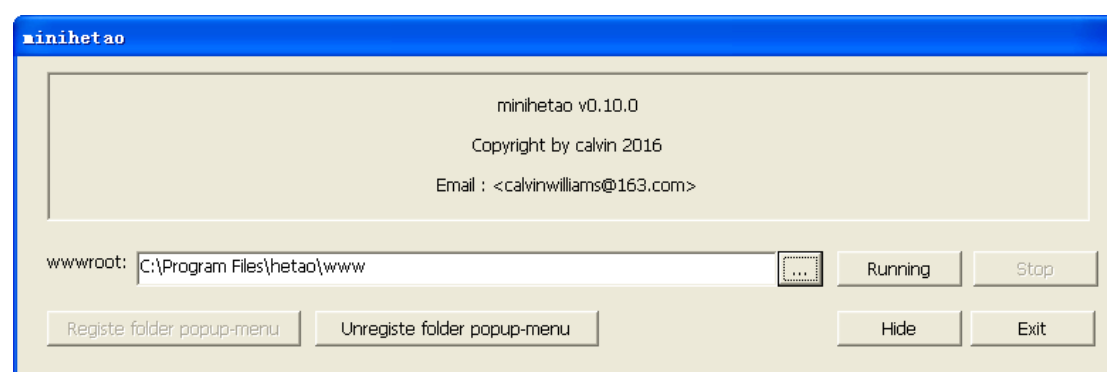 minihetao
minihetao v0.10.0
Copyright by calvin 2016
Email : <calvinwilliams@163.com>
wwwroot: C:\Program Files\hetao\www ... Running Stop
Registe folder popup-menu Unregiste folder popup-menu Hide Exit